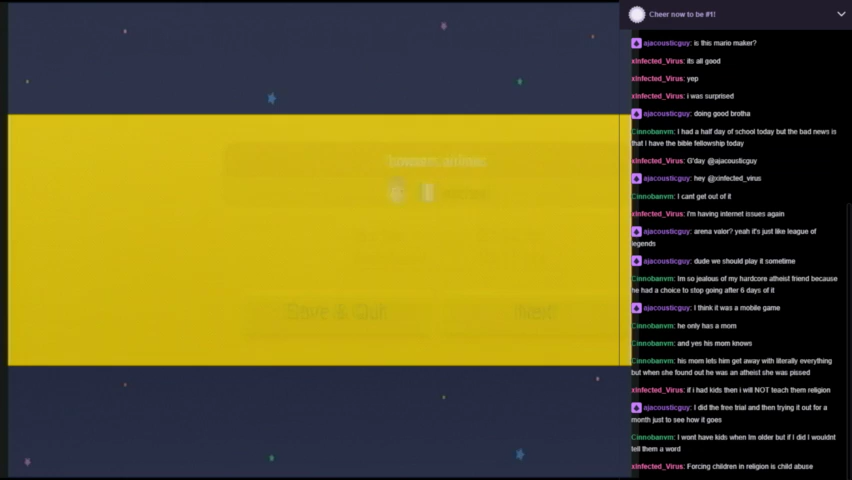 Cheer now to be #1!
ajacousticguy: is this mario maker?
xInfected_Virus: its all good
xInfected_Virus: yep
xInfected_Virus: i was surprised
ajacousticguy: doing good brotha
Cinnobanvm: I had a half day of school today but the bad news is
that I have the bible fellowship today
xInfected_Virus: G'day @ajacousticguy
ajacousticguy: hey @xinfected_virus
Cinnobanvm: I cant get out of it
xInfected_Virus: i'm having internet issues again
ajacousticguy: arena valor? yeah it's just like league of
legends
ajacousticguy: dude we should play it sometime
Cinnobanvm: Im so jealous of my hardcore atheist friend because
he had a choice to stop going after 6 days of it
ajacousticguy: I think it was a mobile game
Cinnobanvm: he only has a mom
Cinnobanvm: and yes his mom knows
Cinnobanvm: his mom lets him get away with literally everything
but when she found out he was an atheist she was pissed
xInfected_Virus: if i had kids then i will NOT teach them religion
ajacousticguy: I did the free trial and then trying it out for a
month just to see how it goes
Cinnobanvm: I wont have kids when Im older but if I did I wouldnt
tell them a word
xInfected_Virus: Forcing children in religion is child abuse
Save & Quit
Next